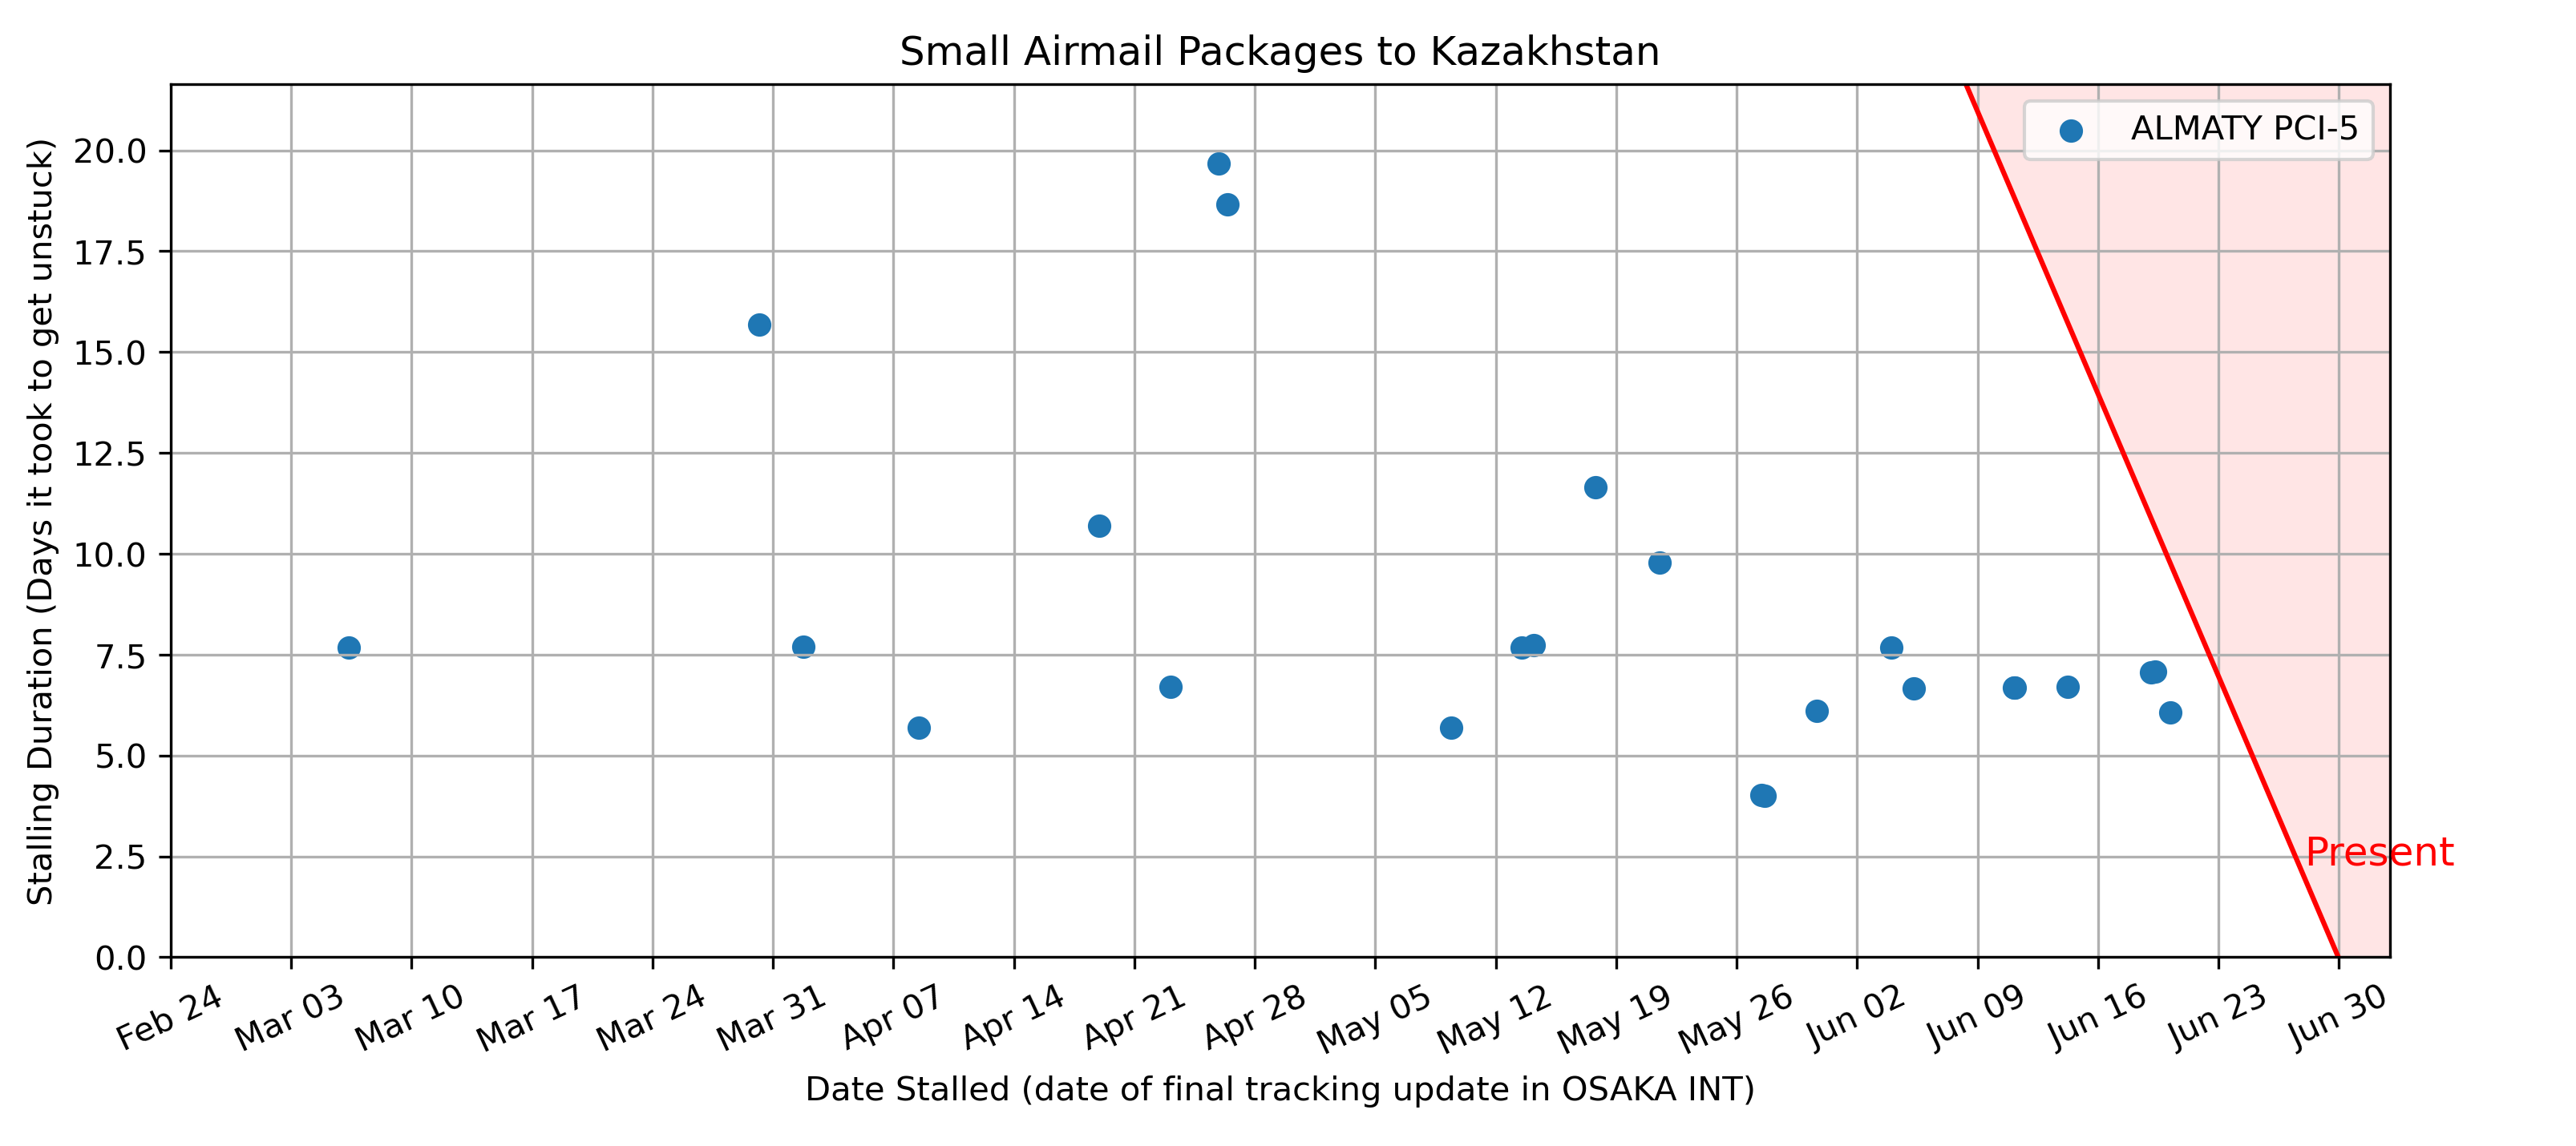 Small Airmail Packages to Kazakhstan
ALMATY PCI-5
Stalling Duration (Days it took to get unstuck)
20.0
17.5
15.0
12.5
10.0
7.5
5.0
2.5
0.0
Present
Feb 24 Mar 03 Mar 10 Mar 17 Mar 24 Mar 31 Apr 07 Apr 14 Apr 21 Apr 28 May 05 May 12 May 19 May 26 Jun 02 Jun 09 Jun 16 Jun 23 Jun 30
Date Stalled (date of final tracking update in OSAKA INT)